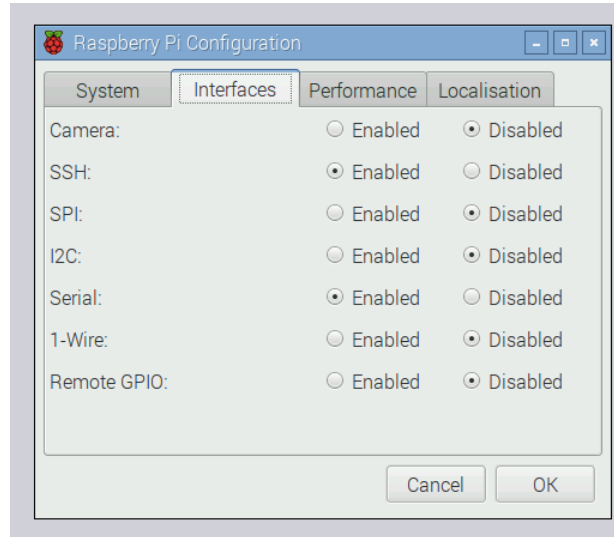 Raspberry Pi Configuration
System Interfaces Performance Localisation
Camera: Enabled Disabled
SSH: Enabled Disabled
SPI: Enabled Disabled
I2C: Enabled Disabled
Serial: Enabled Disabled
1-Wire: Enabled Disabled
Remote GPIO: Enabled Disabled
Cancel OK